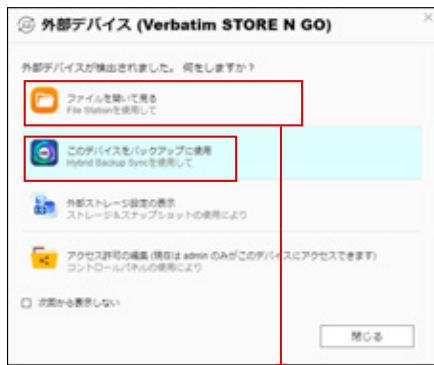 外部デバイス (Verbatim STORE N GO)
外部デバイスが検出されました。 何をしますか?
ファイルを開いて見る
File Stationを使用して
このデバイスをバックアップに使用
Hybrid Backup Syncを使用して
外部ストレージ設定の表示
ストレージ&スナップショットの使用により
アクセス許可の編集 (現在は admin のみがこのデバイスにアクセスできます)
コントロールパネルの使用により
次回から表示しない
閉じる